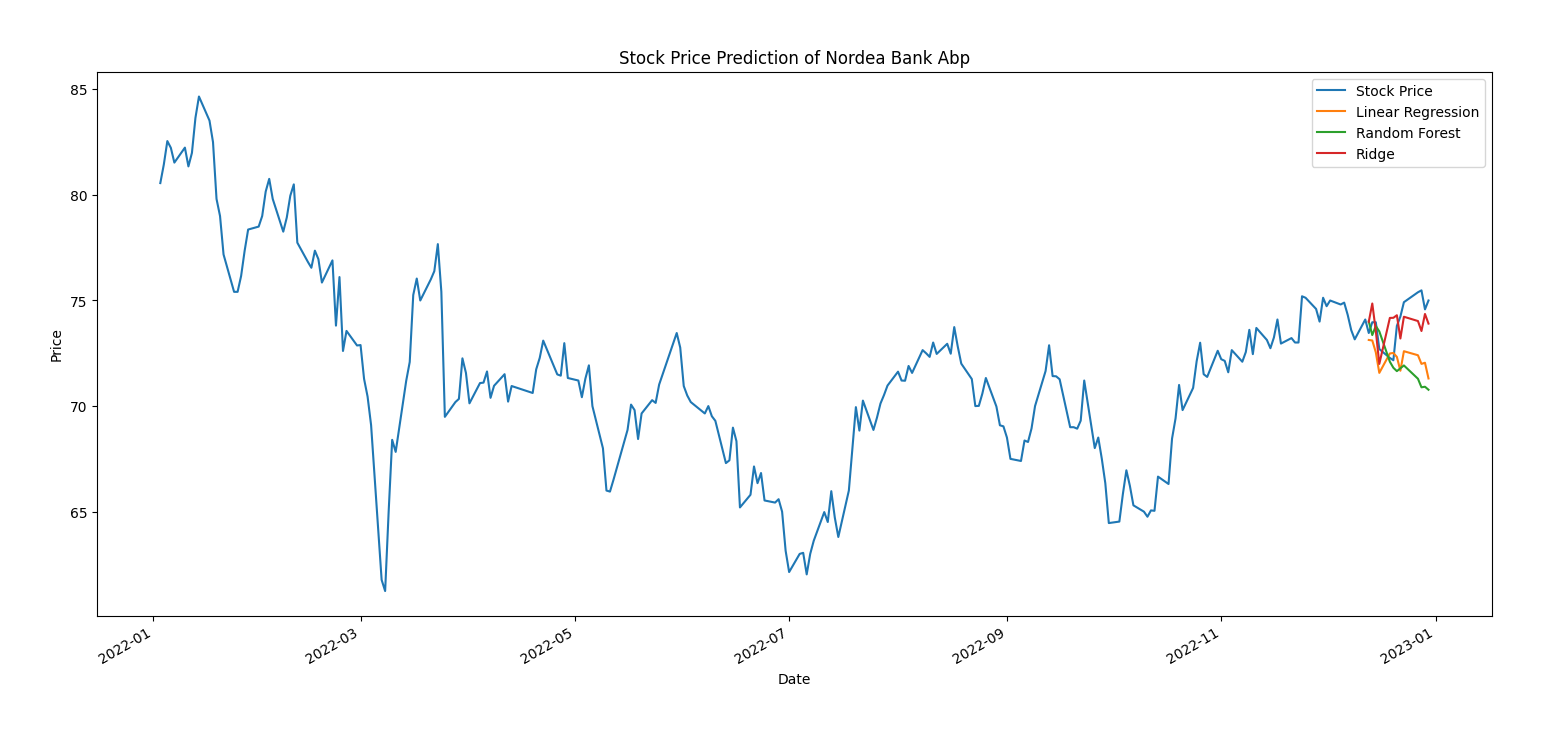 Stock Price Prediction of Nordea Bank Abp
85
80
75
70
65
Price
Stock Price
Linear Regression
Random Forest
Ridge
2022-01
2022-03
2022-05
2022-07
2022-09
2022-11
2023-01
Date